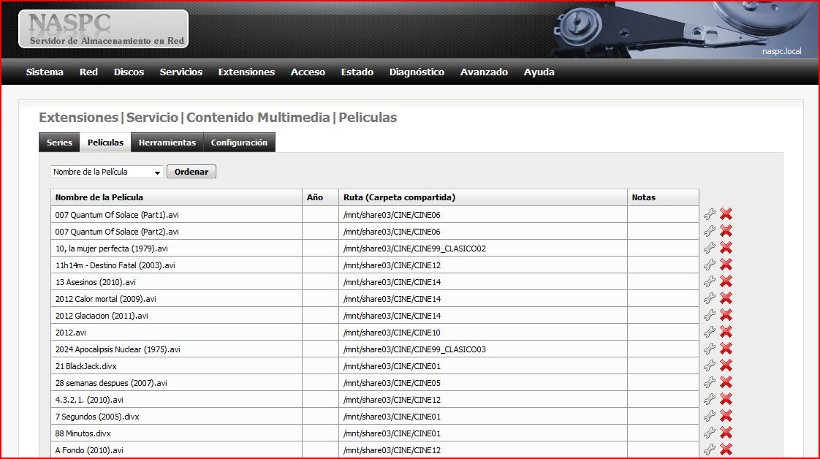 NASPC
Servidor de Almacenamiento en Red
naspc.local
Sistema Red Discos Servicios Extensiones Acceso Estado Diagnóstico Avanzado Ayuda
Extensiones|Servicio|Contenido Multimedia|Peliculas
Series Películas Herramientas Configuración
Nombre de la Película Ordenar
Nombre de la Pelicula Año Ruta (Carpeta compartida) Notas
007 Quantum Of Solace (Part1).avi /mnt/share03/CINE/CINE06
007 Quantum Of Solace (Part2).avi /mnt/share03/CINE/CINE06
10, la mujer perfecta (1979).avi /mnt/share03/CINE/CINE99_CLASICO02
11h14m - Destino Fatal (2003).avi /mnt/share03/CINE/CINE12
13 Asesinos (2010).avi /mnt/share03/CINE/CINE14
2012 Calor mortal (2009).avi /mnt/share03/CINE/CINE14
2012 Glaciacion (2011).avi /mnt/share03/CINE/CINE14
2012.avi /mnt/share03/CINE/CINE10
2024 Apocalipsis Nuclear (1975).avi /mnt/share03/CINE/CINE99_CLASICO03
21 BlackJack.divx /mnt/share03/CINE/CINE01
28 semanas despues (2007).avi /mnt/share03/CINE/CINE05
4.3.2.1. (2010).avi /mnt/share03/CINE/CINE12
7 Segundos (2005).divx /mnt/share03/CINE/CINE01
88 Minutos.divx /mnt/share03/CINE/CINE01
A Fondo (2010).avi /mnt/share03/CINE/CINE12